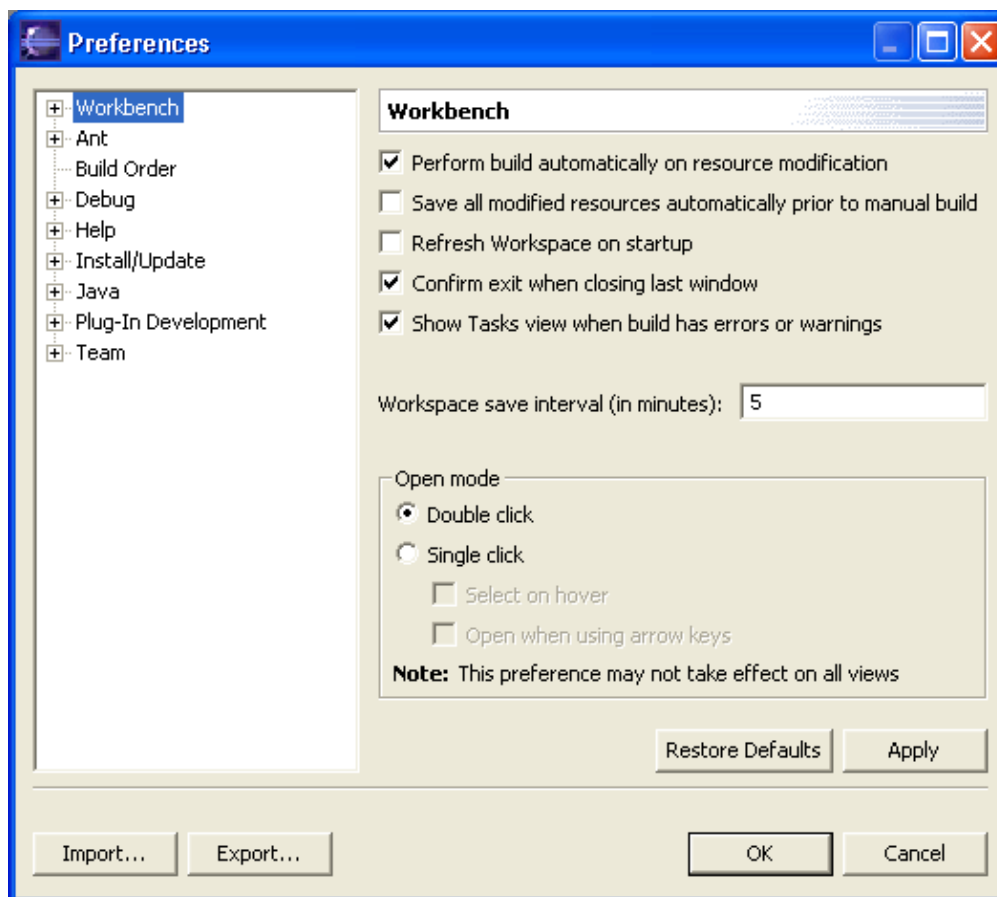 Preferences
Workbench
Ant
Build Order
Debug
Help
Install/Update
Java
Plug-In Development
Team
Workbench
Perform build automatically on resource modification
Save all modified resources automatically prior to manual build
Refresh Workspace on startup
Confirm exit when closing last window
Show Tasks view when build has errors or warnings
Workspace save interval (in minutes): 5
Open mode
Double click
Single click
Select on hover
Open when using arrow keys
Note: This preference may not take effect on all views
Restore Defaults Apply
Import... Export... OK Cancel